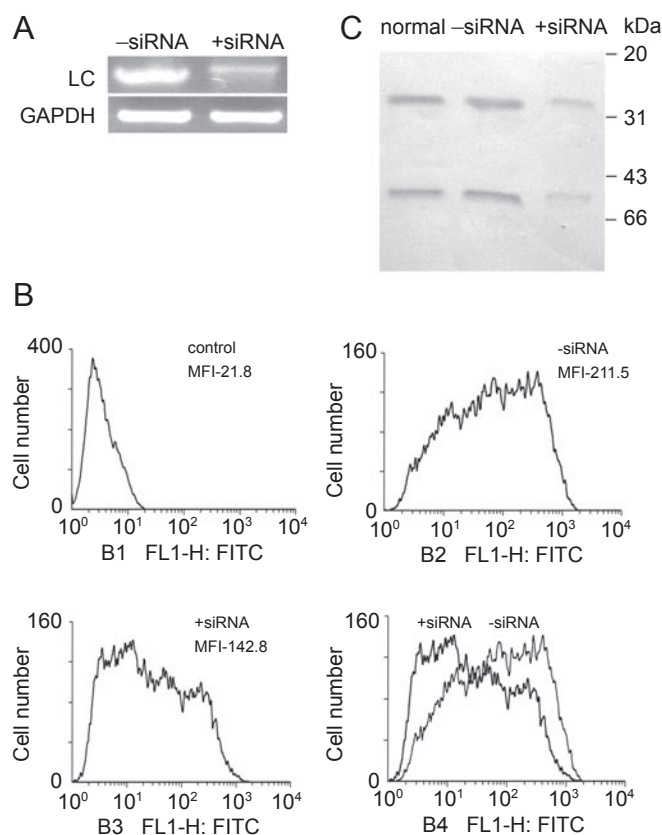 A
–siRNA +siRNA
LC
GAPDH
C
normal –siRNA +siRNA kDa
20
31
43
66
B
400
0
Cell number
control
MFI-21.8
10⁰ 10¹ 10² 10³ 10⁴
B1 FL1-H: FITC
160
0
Cell number
-siRNA
MFI-211.5
10⁰ 10¹ 10² 10³ 10⁴
B2 FL1-H: FITC
160
0
Cell number
+siRNA
MFI-142.8
10⁰ 10¹ 10² 10³ 10⁴
B3 FL1-H: FITC
160
0
Cell number
+siRNA -siRNA
10⁰ 10¹ 10² 10³ 10⁴
B4 FL1-H: FITC